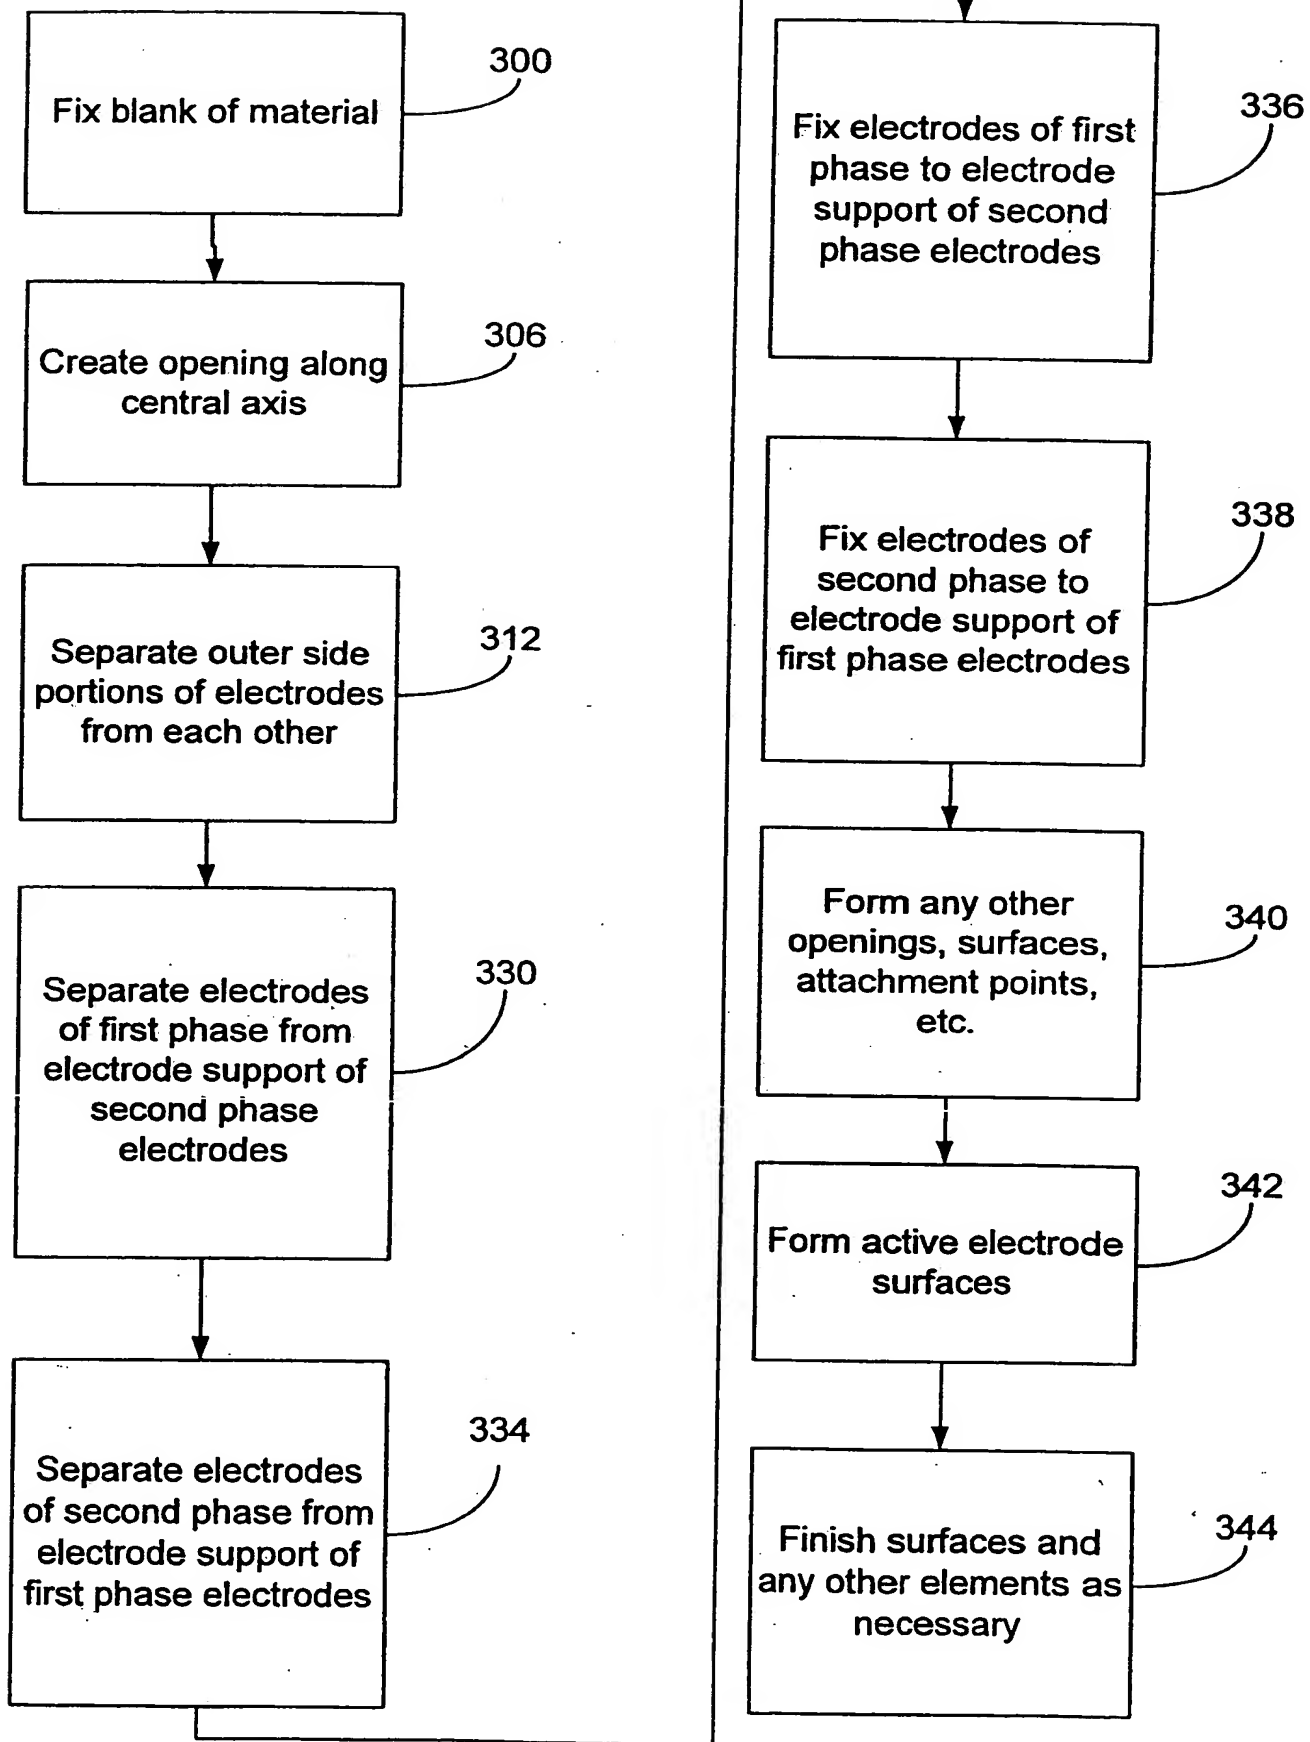 Fix blank of material
300
Create opening along
central axis
306
Separate outer side
portions of electrodes
from each other
312
Separate electrodes
of first phase from
electrode support of
second phase
electrodes
330
Separate electrodes
of second phase from
electrode support of
first phase electrodes
334
Fix electrodes of first
phase to electrode
support of second
phase electrodes
336
Fix electrodes of
second phase to
electrode support of
first phase electrodes
338
Form any other
openings, surfaces,
attachment points,
etc.
340
Form active electrode
surfaces
342
Finish surfaces and
any other elements as
necessary
344